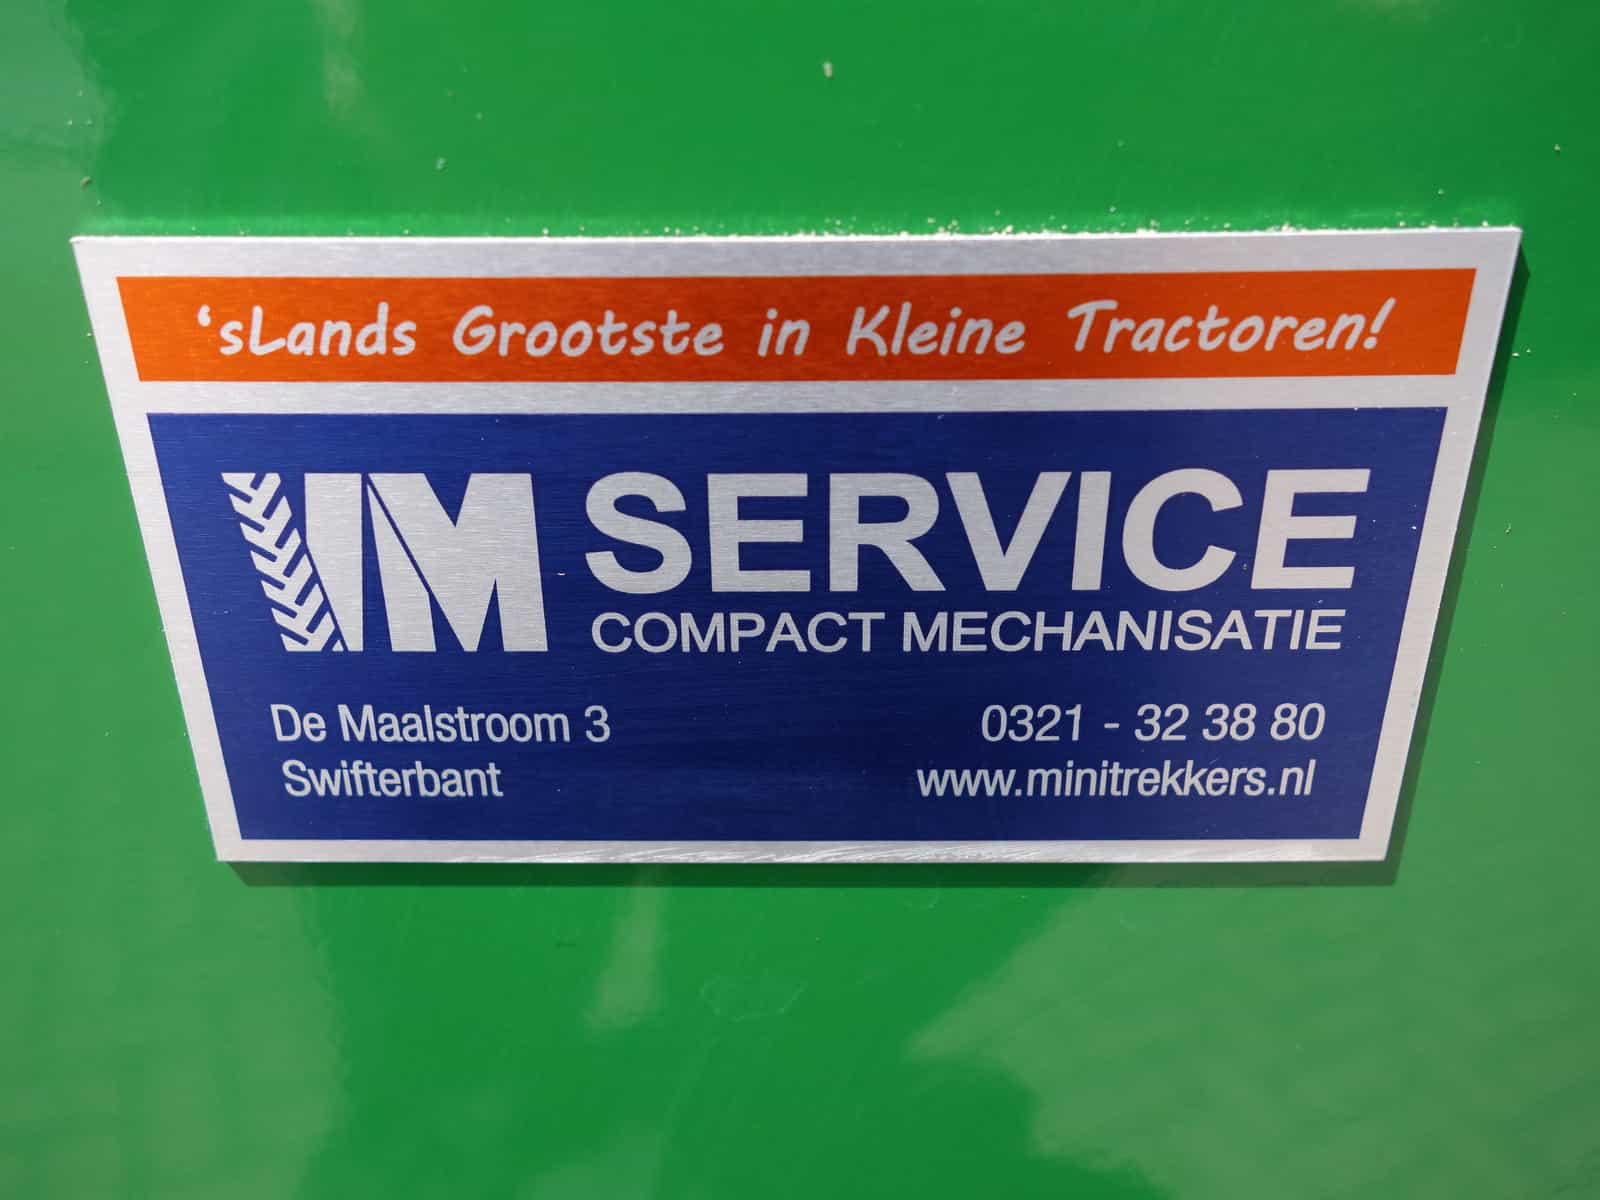 ‘sLands Grootste in Kleine Tractoren!
VM SERVICE
COMPACT MECHANISATIE
De Maalstroom 3
0321 - 32 38 80
Swifterbant
www.minitrekkers.nl